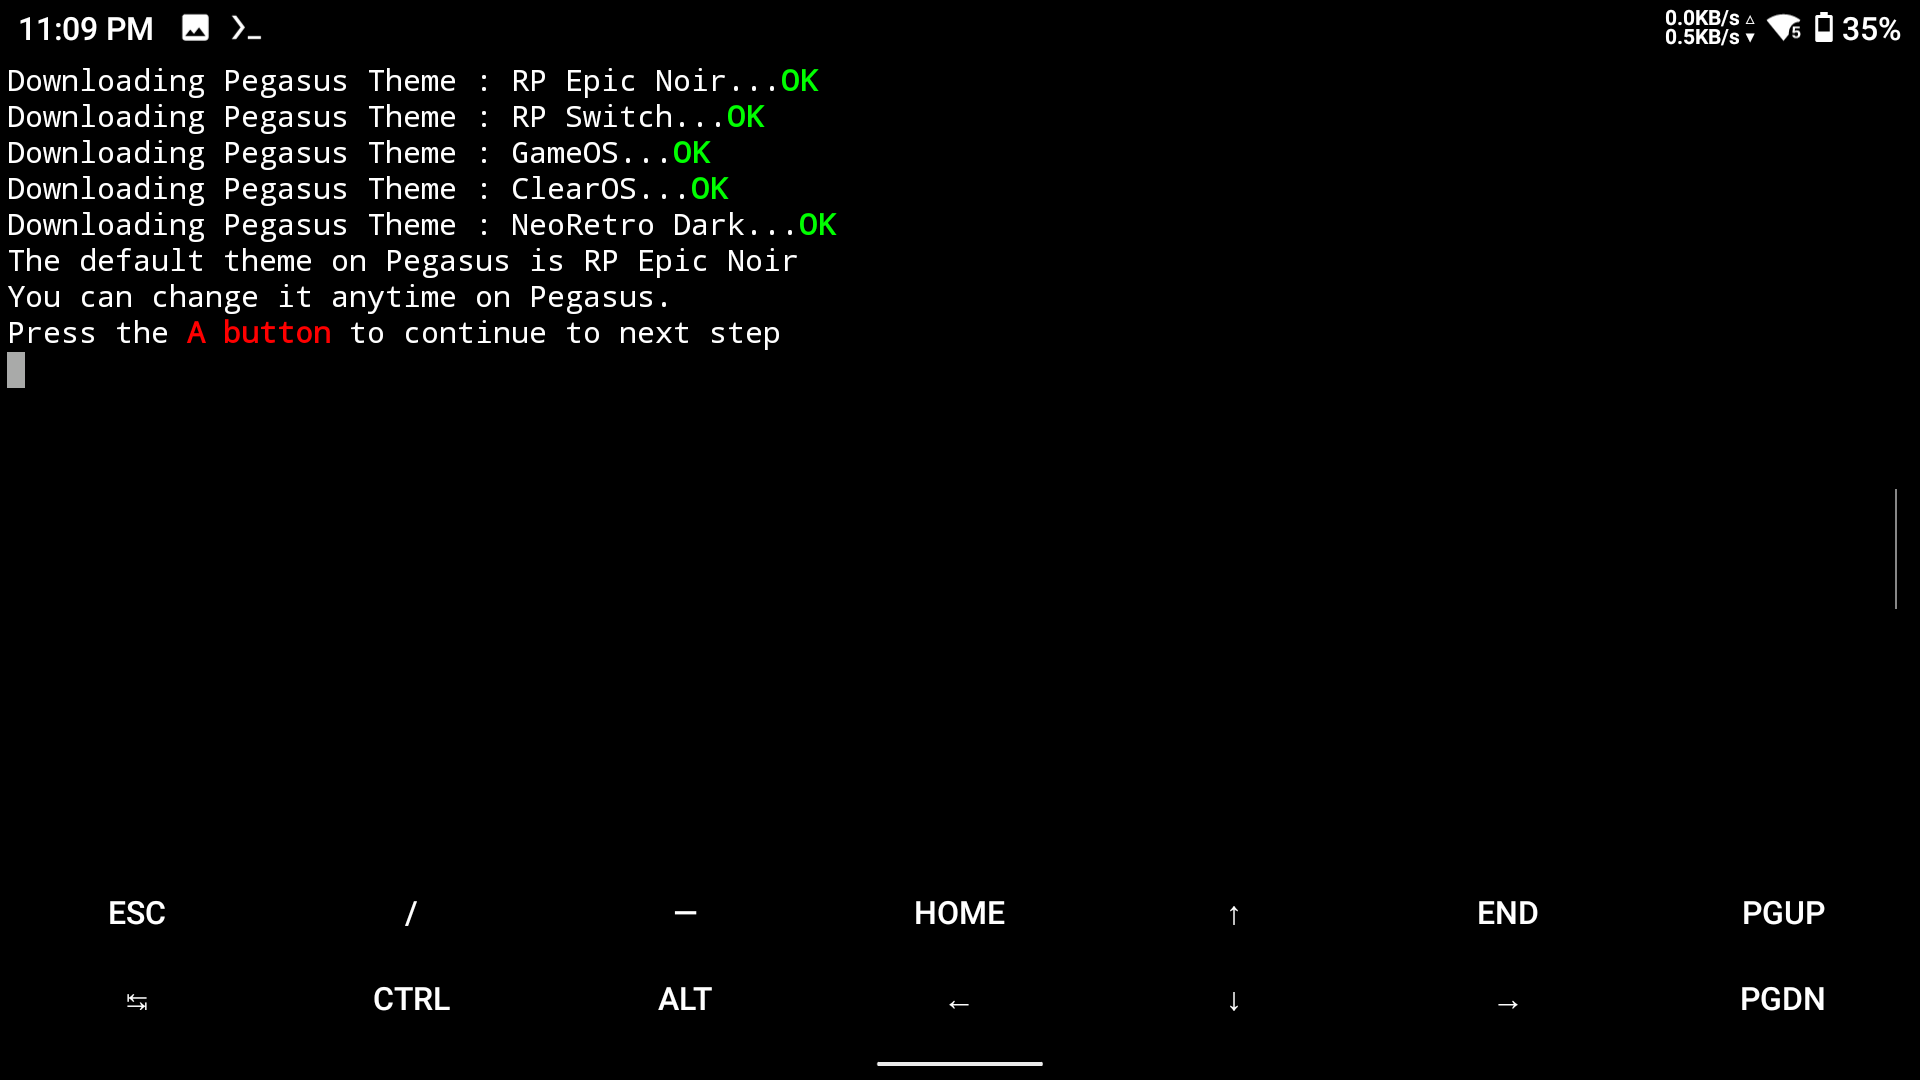 11:09 PM
0.0KB/s △
0.5KB/s ▼
5
35%
Downloading Pegasus Theme : RP Epic Noir...OK
Downloading Pegasus Theme : RP Switch...OK
Downloading Pegasus Theme : GameOS...OK
Downloading Pegasus Theme : ClearOS...OK
Downloading Pegasus Theme : NeoRetro Dark...OK
The default theme on Pegasus is RP Epic Noir
You can change it anytime on Pegasus.
Press the A button to continue to next step
ESC / — HOME ↑ END PGUP
↹ CTRL ALT ← ↓ → PGDN